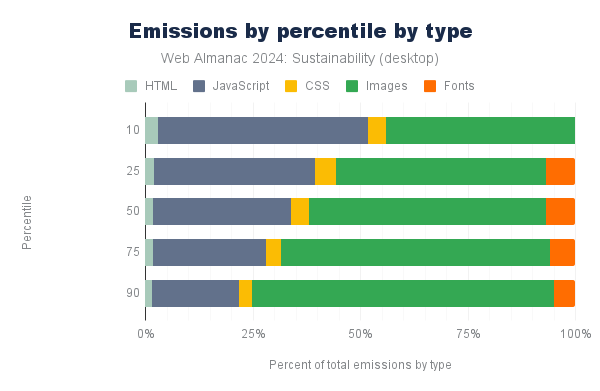 Emissions by percentile by type
Web Almanac 2024: Sustainability (desktop)
HTML JavaScript CSS Images Fonts
10
25
50
75
90
Percentile
0% 25% 50% 75% 100%
Percent of total emissions by type